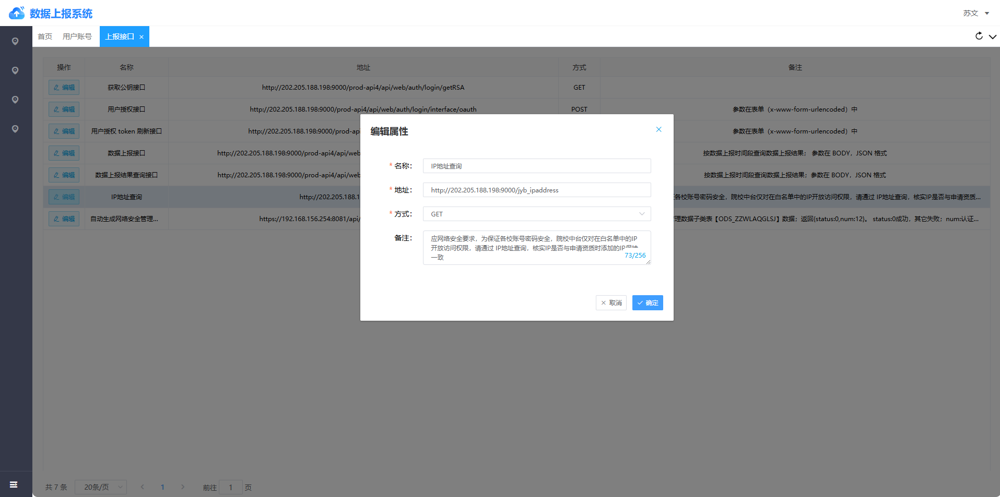 数据上报系统
苏文
首页 用户账号 上报接口
操作 名称 地址 方式 备注
编辑 获取公钥接口 http://202.205.188.198:9000/prod-api4/api/web/auth/login/getRSA GET
编辑 用户授权接口 http://202.205.188.198:9000/prod-api4/api/web/auth/login/interface/oauth POST 参数在表单（x-www-form-urlencoded）中
编辑 用户授权 token 刷新接口 http://202.205.188.198:9000/prod-ap 参数在表单（x-www-form-urlencoded）中
编辑 数据上报接口 http://202.205.188.198:9000/prod-api4/api/web 按数据上报时间段查询数据上报结果； 参数在 BODY，JSON 格式
编辑 数据上报结果查询接口 http://202.205.188.198:9000/prod-api4/api/web 按数据上报时间段查询数据上报结果；参数在 BODY，JSON 格式
编辑 IP地址查询 http://202.205.188.1 各校账号密码安全，院校中台仅对在白名单中的IP开放访问权限，请通过 IP地址查询，核实IP是否与申请资质...
编辑 自动生成网络安全管理... https://192.168.156.254:8081/api/ 理数据子类表【ODS_ZZWLAQGLSJ】数据；返回{status:0,num:12}。 status:0成功，其它失败；num:认证...
编辑属性
* 名称： IP地址查询
* 地址： http://202.205.188.198:9000/jyb_ipaddress
* 方式： GET
备注： 应网络安全要求，为保证各校账号密码安全，院校中台仅对在白名单中的IP
开放访问权限，请通过 IP地址查询，核实IP是否与申请资质时添加的IP保持
一致
73/256
取消 确定
共 7 条 20条/页 1 前往 1 页